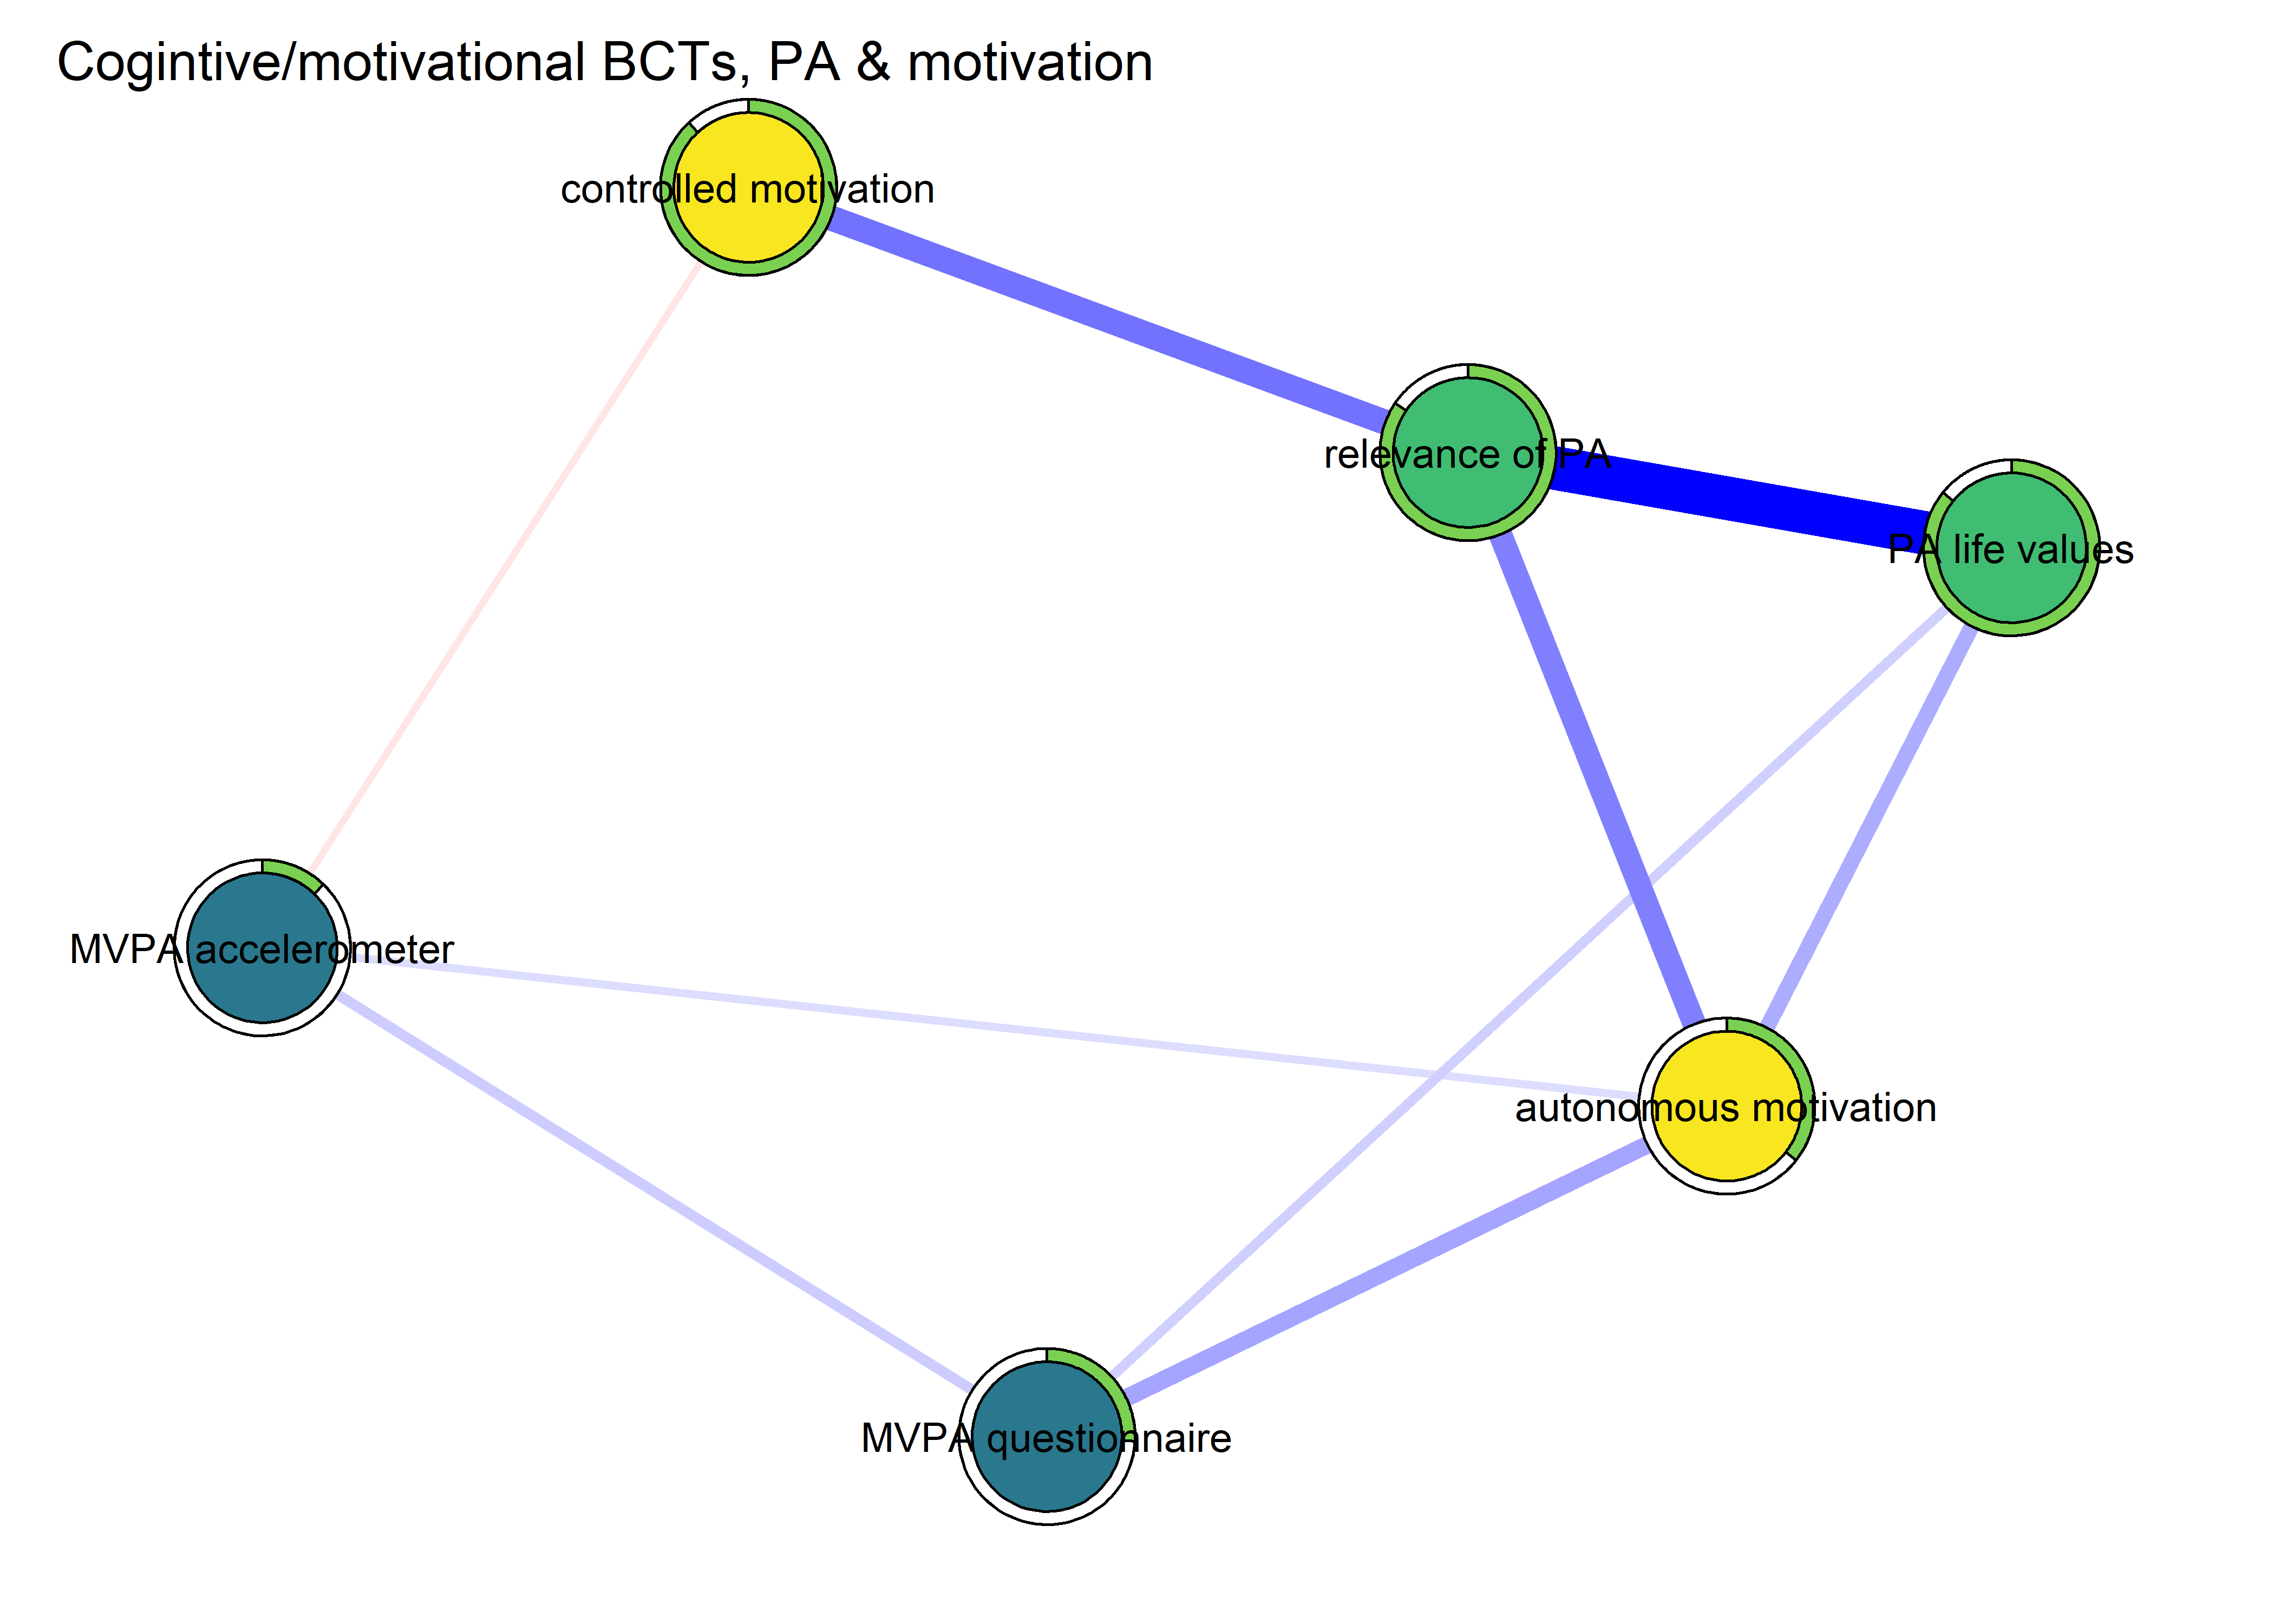 Cogintive/motivational BCTs, PA & motivation
controlled motivation
relevance of PA
PA life values
MVPA accelerometer
autonomous motivation
MVPA questionnaire